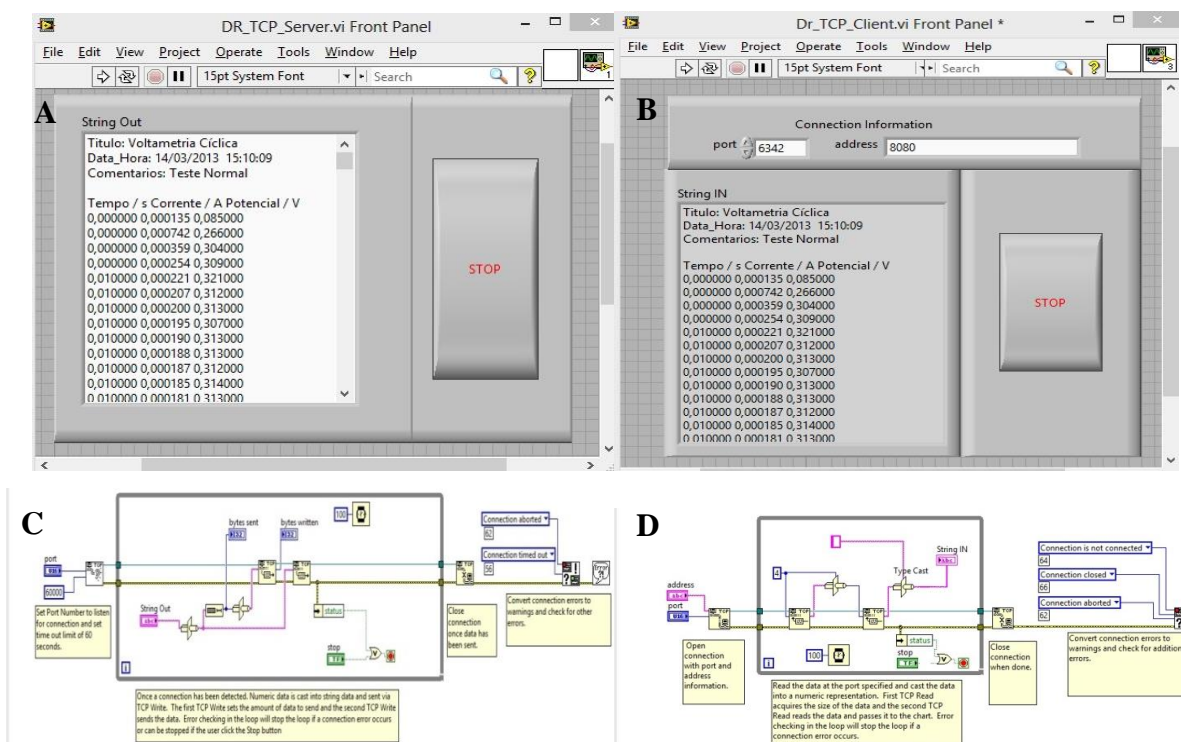 DR_TCP_Server.vi Front Panel
File Edit View Project Operate Tools Window Help
15pt System Font Search
1
A
String Out
Titulo: Voltametria Cíclica
Data_Hora: 14/03/2013 15:10:09
Comentarios: Teste Normal
Tempo / s Corrente / A Potencial / V
0,000000 0,000135 0,085000
0,000000 0,000742 0,266000
0,000000 0,000359 0,304000
0,000000 0,000254 0,309000
0,010000 0,000221 0,321000
0,010000 0,000207 0,312000
0,010000 0,000200 0,313000
0,010000 0,000195 0,307000
0,010000 0,000190 0,313000
0,010000 0,000188 0,313000
0,010000 0,000187 0,312000
0,010000 0,000185 0,314000
0 010000 0 000181 0 313000
STOP
Dr_TCP_Client.vi Front Panel *
File Edit View Project Operate Tools Window Help
15pt System Font Search
3
B
Connection Information
port 6342 address 8080
String IN
Titulo: Voltametria Cíclica
Data_Hora: 14/03/2013 15:10:09
Comentarios: Teste Normal
Tempo / s Corrente / A Potencial / V
0,000000 0,000135 0,085000
0,000000 0,000742 0,266000
0,000000 0,000359 0,304000
0,000000 0,000254 0,309000
0,010000 0,000221 0,321000
0,010000 0,000207 0,312000
0,010000 0,000200 0,313000
0,010000 0,000195 0,307000
0,010000 0,000190 0,313000
0,010000 0,000188 0,313000
0,010000 0,000187 0,312000
0,010000 0,000185 0,314000
0 010000 0 000181 0 313000
STOP
C
port
60000
Set Port Number to listen
for connection and set
time out limit of 60
seconds.
bytes sent
bytes written
100
String Out
status
stop
i
Once a connection has been detected. Numeric data is cast into string data and sent via
TCP Write. The first TCP Write sets the amount of data to send and the second TCP Write
sends the data. Error checking in the loop will stop the loop if a connection error occurs
or can be stopped if the user click the Stop button
Close
connection
once data has
been sent.
Connection aborted
62
Connection timed out
56
Convert connection errors to
warnings and check for other
errors.
D
address
port
Open
connection
with port and
address
information.
4
Type Cast
String IN
100
status
stop
i
Read the data at the port specified and cast the data
into a numeric representation. First TCP Read
acquires the size of the data and the second TCP
Read reads the data and passes it to the chart. Error
checking in the loop will stop the loop if a
connection error occurs.
Close
connection
when done.
Connection is not connected
64
Connection closed
66
Connection aborted
62
Convert connection errors to
warnings and check for addition
errors.